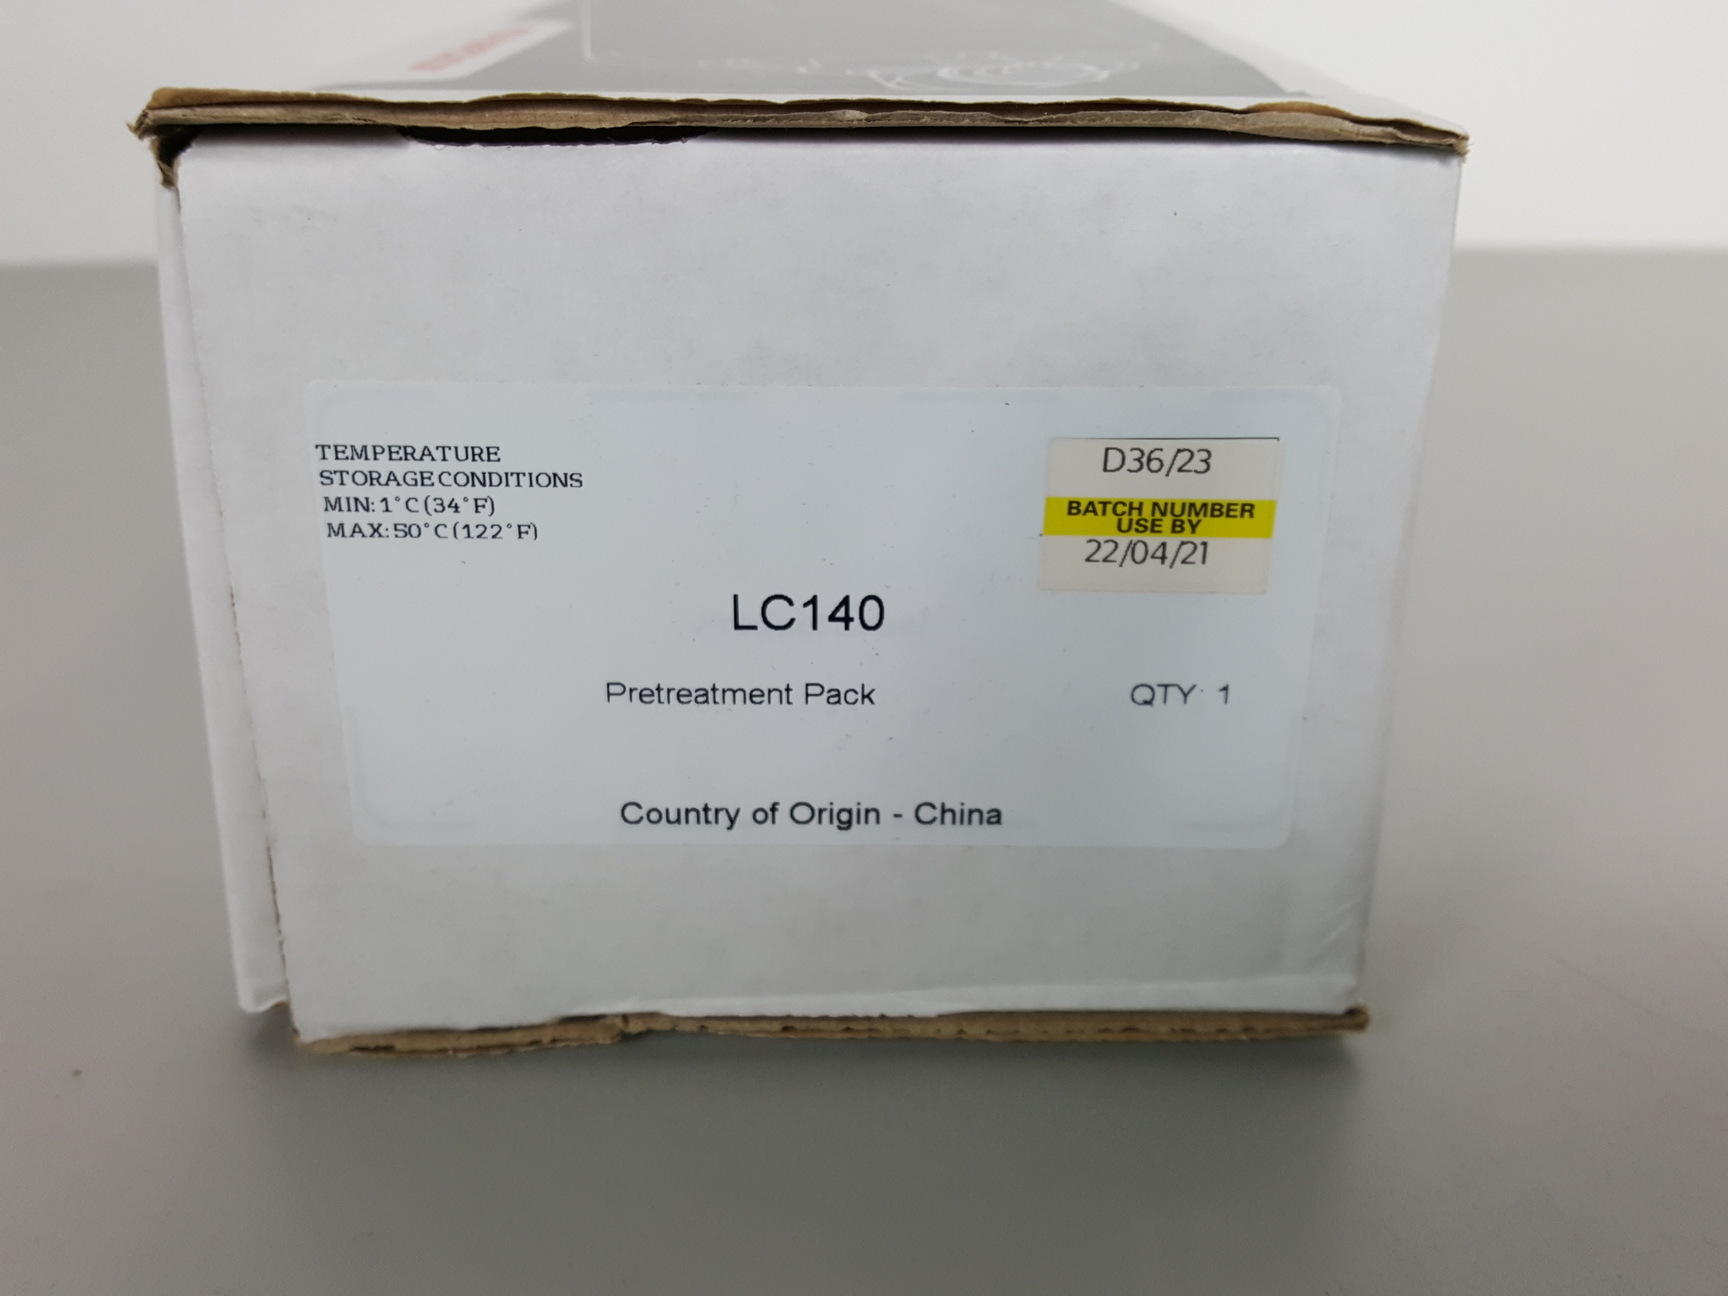 TEMPERATURE
STORAGE CONDITIONS
MIN: 1°C (34°F)
MAX: 50°C (122°F)
D36/23
BATCH NUMBER
USE BY
22/04/21
LC140
Pretreatment Pack
QTY: 1
Country of Origin - China